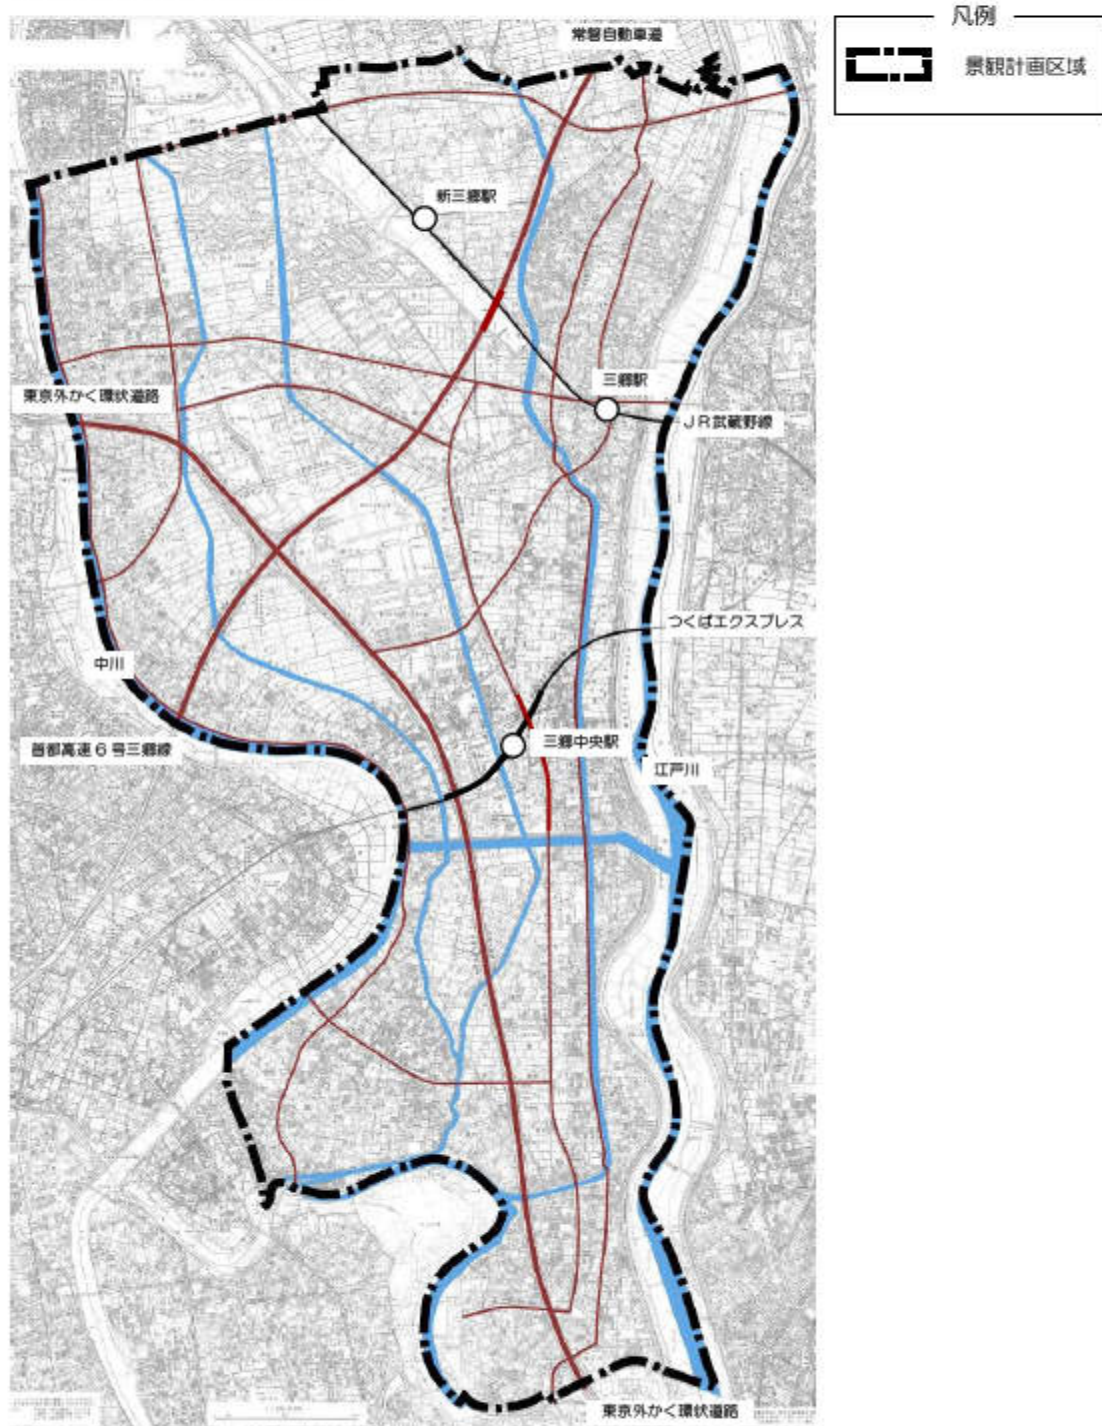 凡例
景観計画区域
常磐自動車道
新三郷駅
三郷駅
東京外かく環状道路
JR武蔵野線
つくばエクスプレス
中川
三郷中央駅
首都高速6号三郷線
江戸川
東京外かく環状道路